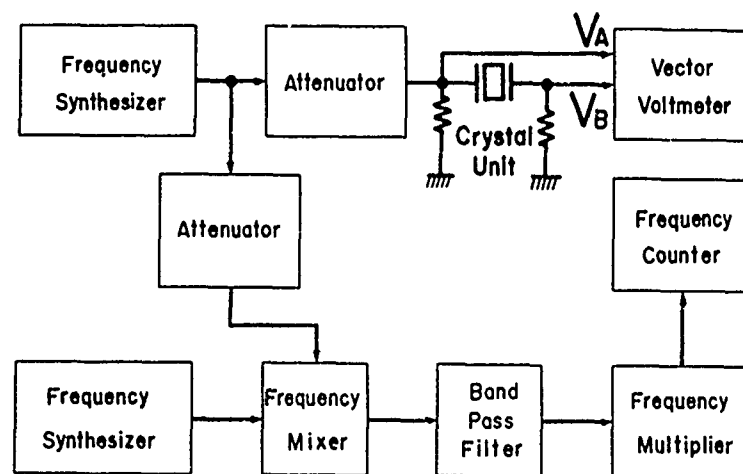 Frequency
Synthesizer
Attenuator
VA
VB
Crystal
Unit
Vector
Voltmeter
Attenuator
Frequency
Counter
Frequency
Synthesizer
Frequency
Mixer
Band
Pass
Filter
Frequency
Multiplier